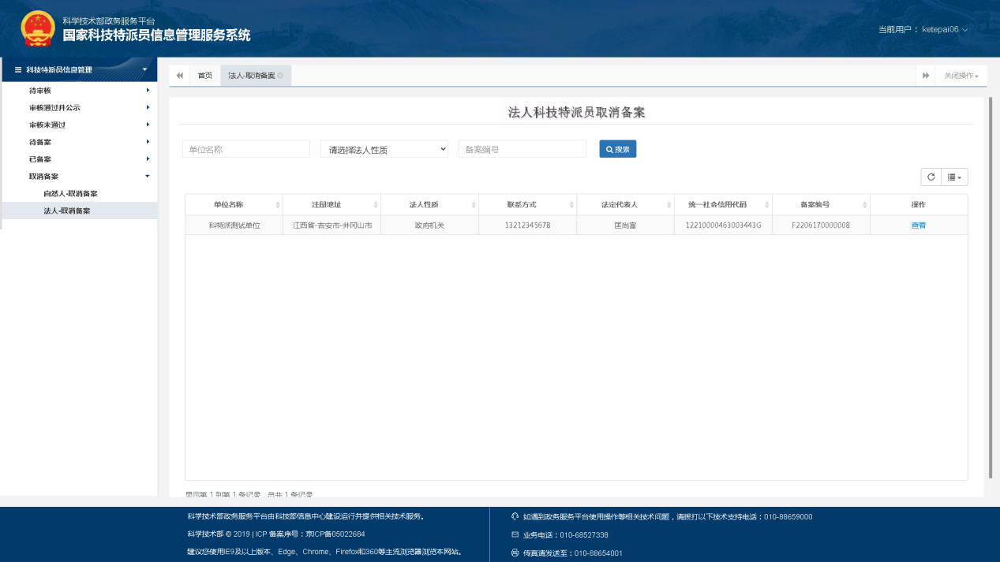 科学技术部政务服务平台
国家科技特派员信息管理服务系统
当前用户： ketepai06
科技特派员信息管理
待审核
审核通过并公示
审核未通过
待备案
已备案
取消备案
自然人-取消备案
法人-取消备案
首页 法人-取消备案 关闭操作
法人科技特派员取消备案
单位名称 请选择法人性质 备案编号 搜索
单位名称 注册地址 法人性质 联系方式 法定代表人 统一社会信用代码 备案编号 操作
科特派测试单位 江西省-吉安市-井冈山市 政府机关 13212345678 匡尚富 12210000463003443G F2206170000008 查看
显示第 1 到第 1 条记录，总共 1 条记录
科学技术部政务服务平台由科技部信息中心建设运行并提供相关技术服务。
科学技术部 © 2019 | ICP 备案序号：京ICP备05022684
建议您使用IE9及以上版本、Edge、Chrome、Firefox和360等主流浏览器浏览本网站。
如遇到政务服务平台使用操作等相关技术问题，请拨打以下技术支持电话：010-88659000
业务电话：010-68527338
传真请发送至：010-88654001